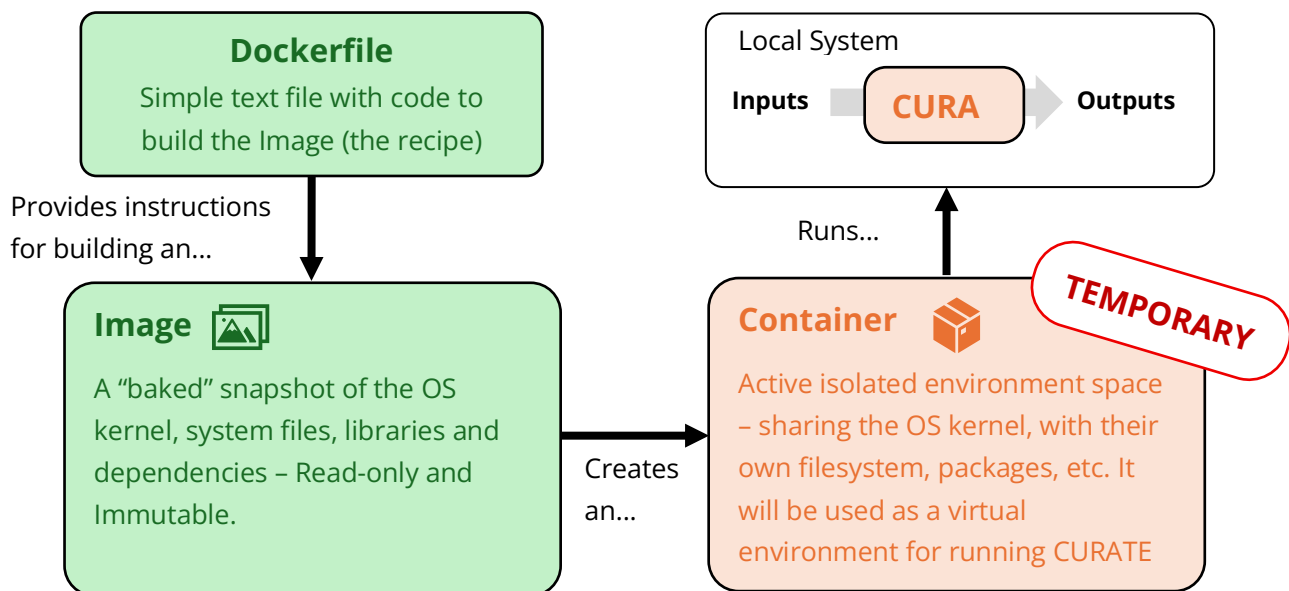 Dockerfile
Simple text file with code to
build the Image (the recipe)
Provides instructions
for building an...
Image
A “baked” snapshot of the OS
kernel, system files, libraries and
dependencies – Read-only and
Immutable.
Creates
an...
Local System
Inputs
CURA
Outputs
Runs...
TEMPORARY
Container
Active isolated environment space
– sharing the OS kernel, with their
own filesystem, packages, etc. It
will be used as a virtual
environment for running CURATE